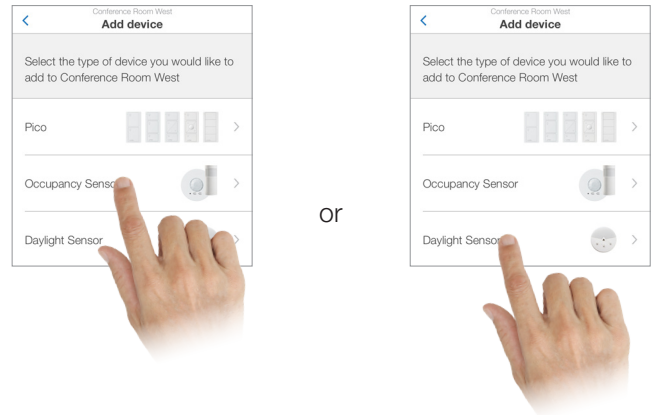 Conference Room West
Add device
Select the type of device you would like to
add to Conference Room West
Pico
Occupancy Senso
Daylight Sensor
or
Conference Room West
Add device
Select the type of device you would like to
add to Conference Room West
Pico
Occupancy Sensor
Daylight Sensor